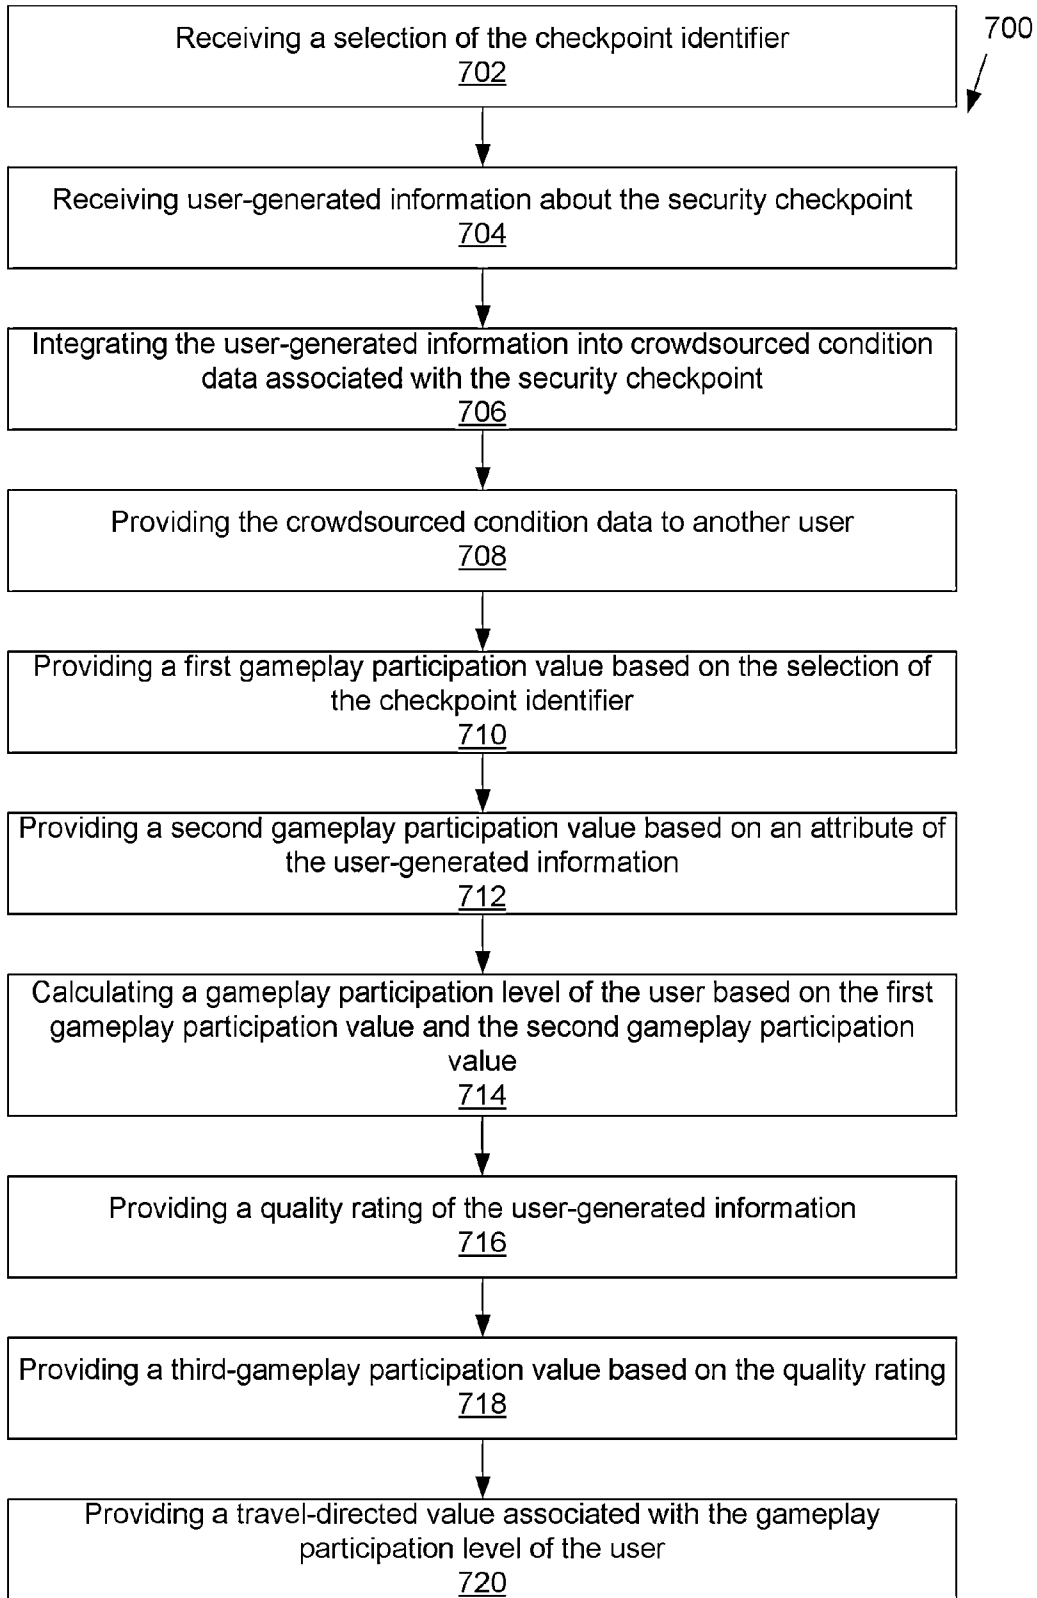 700
Receiving a selection of the checkpoint identifier
702
Receiving user-generated information about the security checkpoint
704
Integrating the user-generated information into crowdsourced condition
data associated with the security checkpoint
706
Providing the crowdsourced condition data to another user
708
Providing a first gameplay participation value based on the selection of
the checkpoint identifier
710
Providing a second gameplay participation value based on an attribute of
the user-generated information
712
Calculating a gameplay participation level of the user based on the first
gameplay participation value and the second gameplay participation
value
714
Providing a quality rating of the user-generated information
716
Providing a third-gameplay participation value based on the quality rating
718
Providing a travel-directed value associated with the gameplay
participation level of the user
720